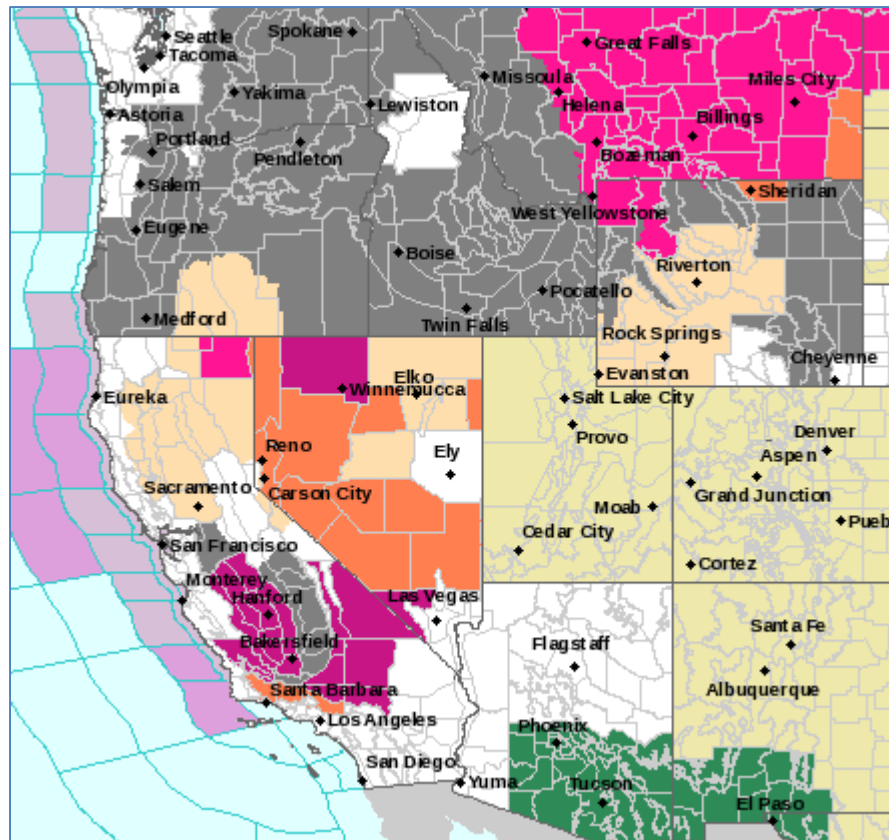 Seattle
Spokane
Tacoma
Great Falls
Missoula
Miles City
Olympia
Yakima
Lewiston
Helena
Astoria
Billings
Portland
Pendleton
Bozeman
Salem
Sheridan
West Yellowstone
Eugene
Boise
Riverton
Pocatello
Medford
Twin Falls
Rock Springs
Cheyenne
Evanston
Elko
Winnemucca
Eureka
Salt Lake City
Provo
Denver
Reno
Ely
Aspen
Sacramento
Carson City
Grand Junction
Moab
Pueb
San Francisco
Cedar City
Cortez
Monterey
Hanford
Las Vegas
Santa Fe
Bakersfield
Flagstaff
Albuquerque
Santa Barbara
Los Angeles
Phoenix
San Diego
Yuma
Tucson
El Paso